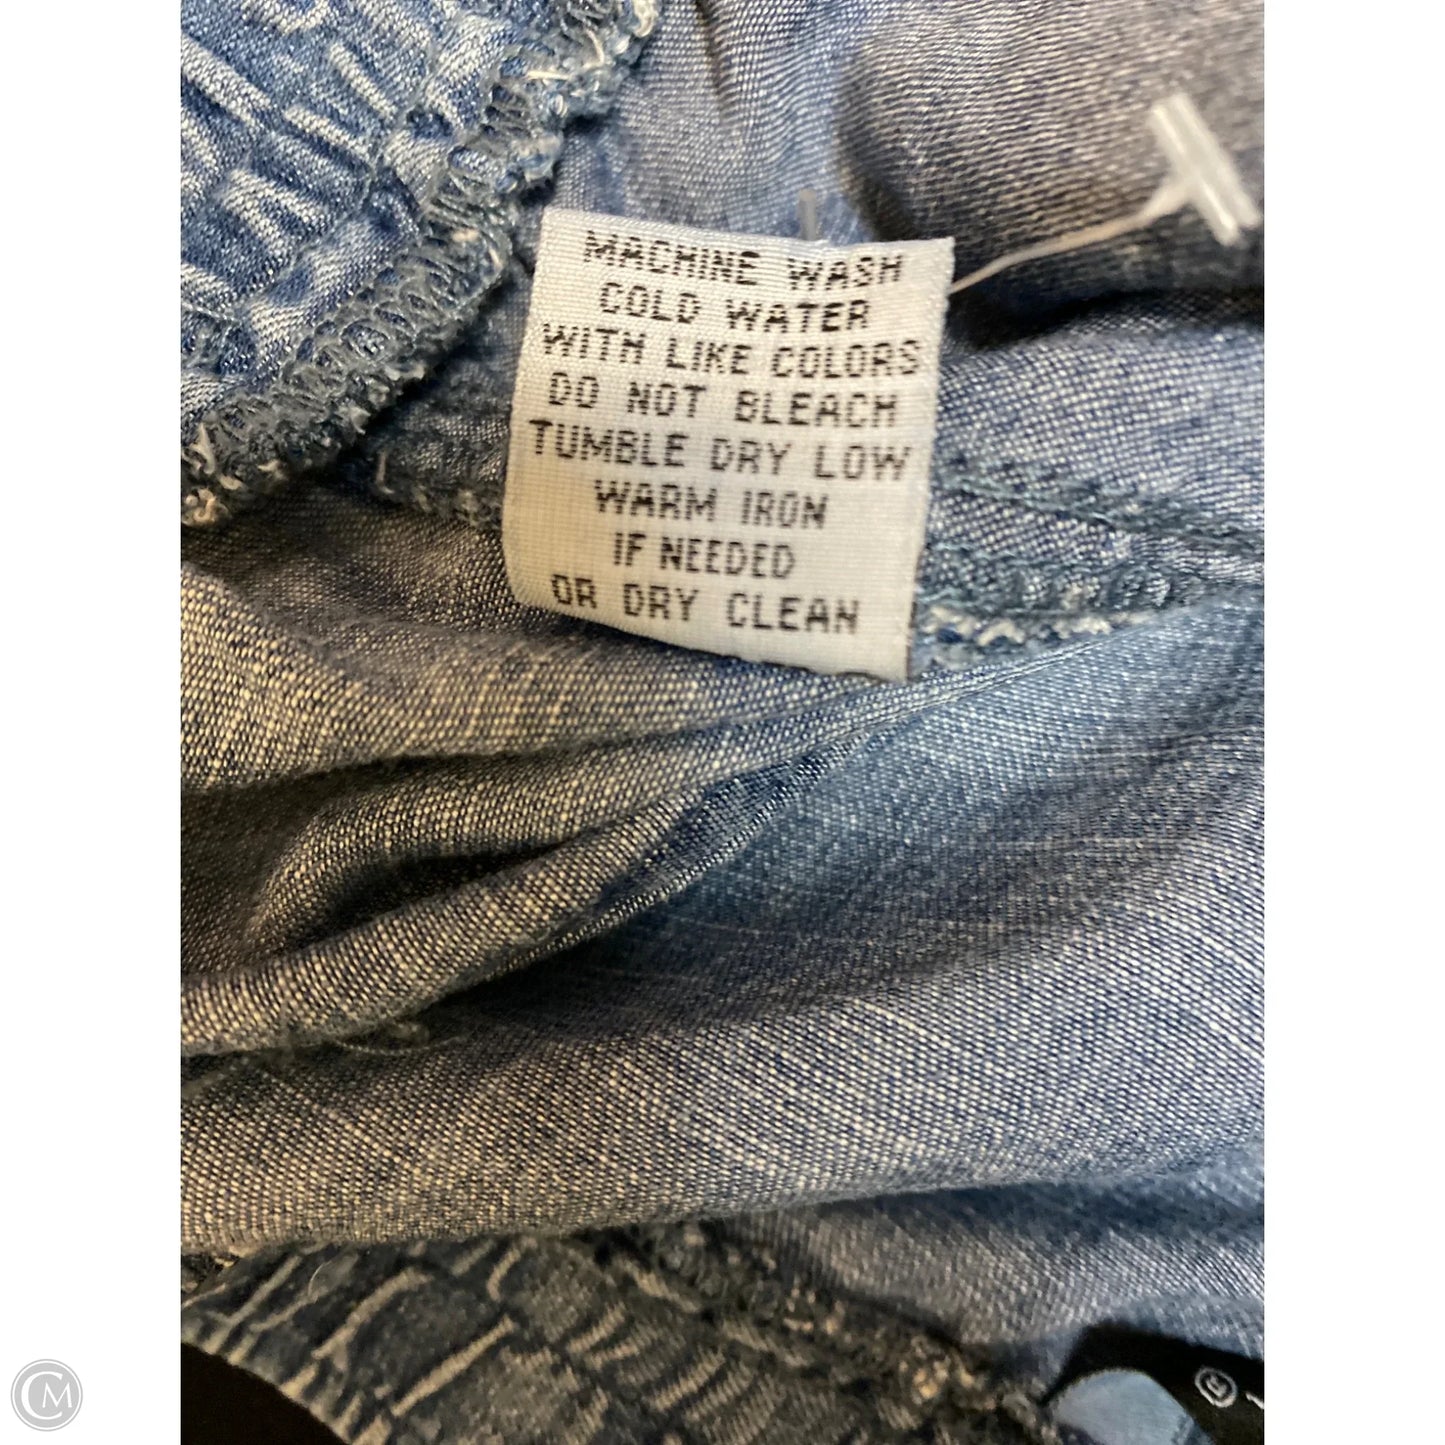 MACHINE WASH
COLD WATER
WITH LIKE COLORS
DO NOT BLEACH
TUMBLE DRY LOW
WARM IRON
IF NEEDED
OR DRY CLEAN
©
CM